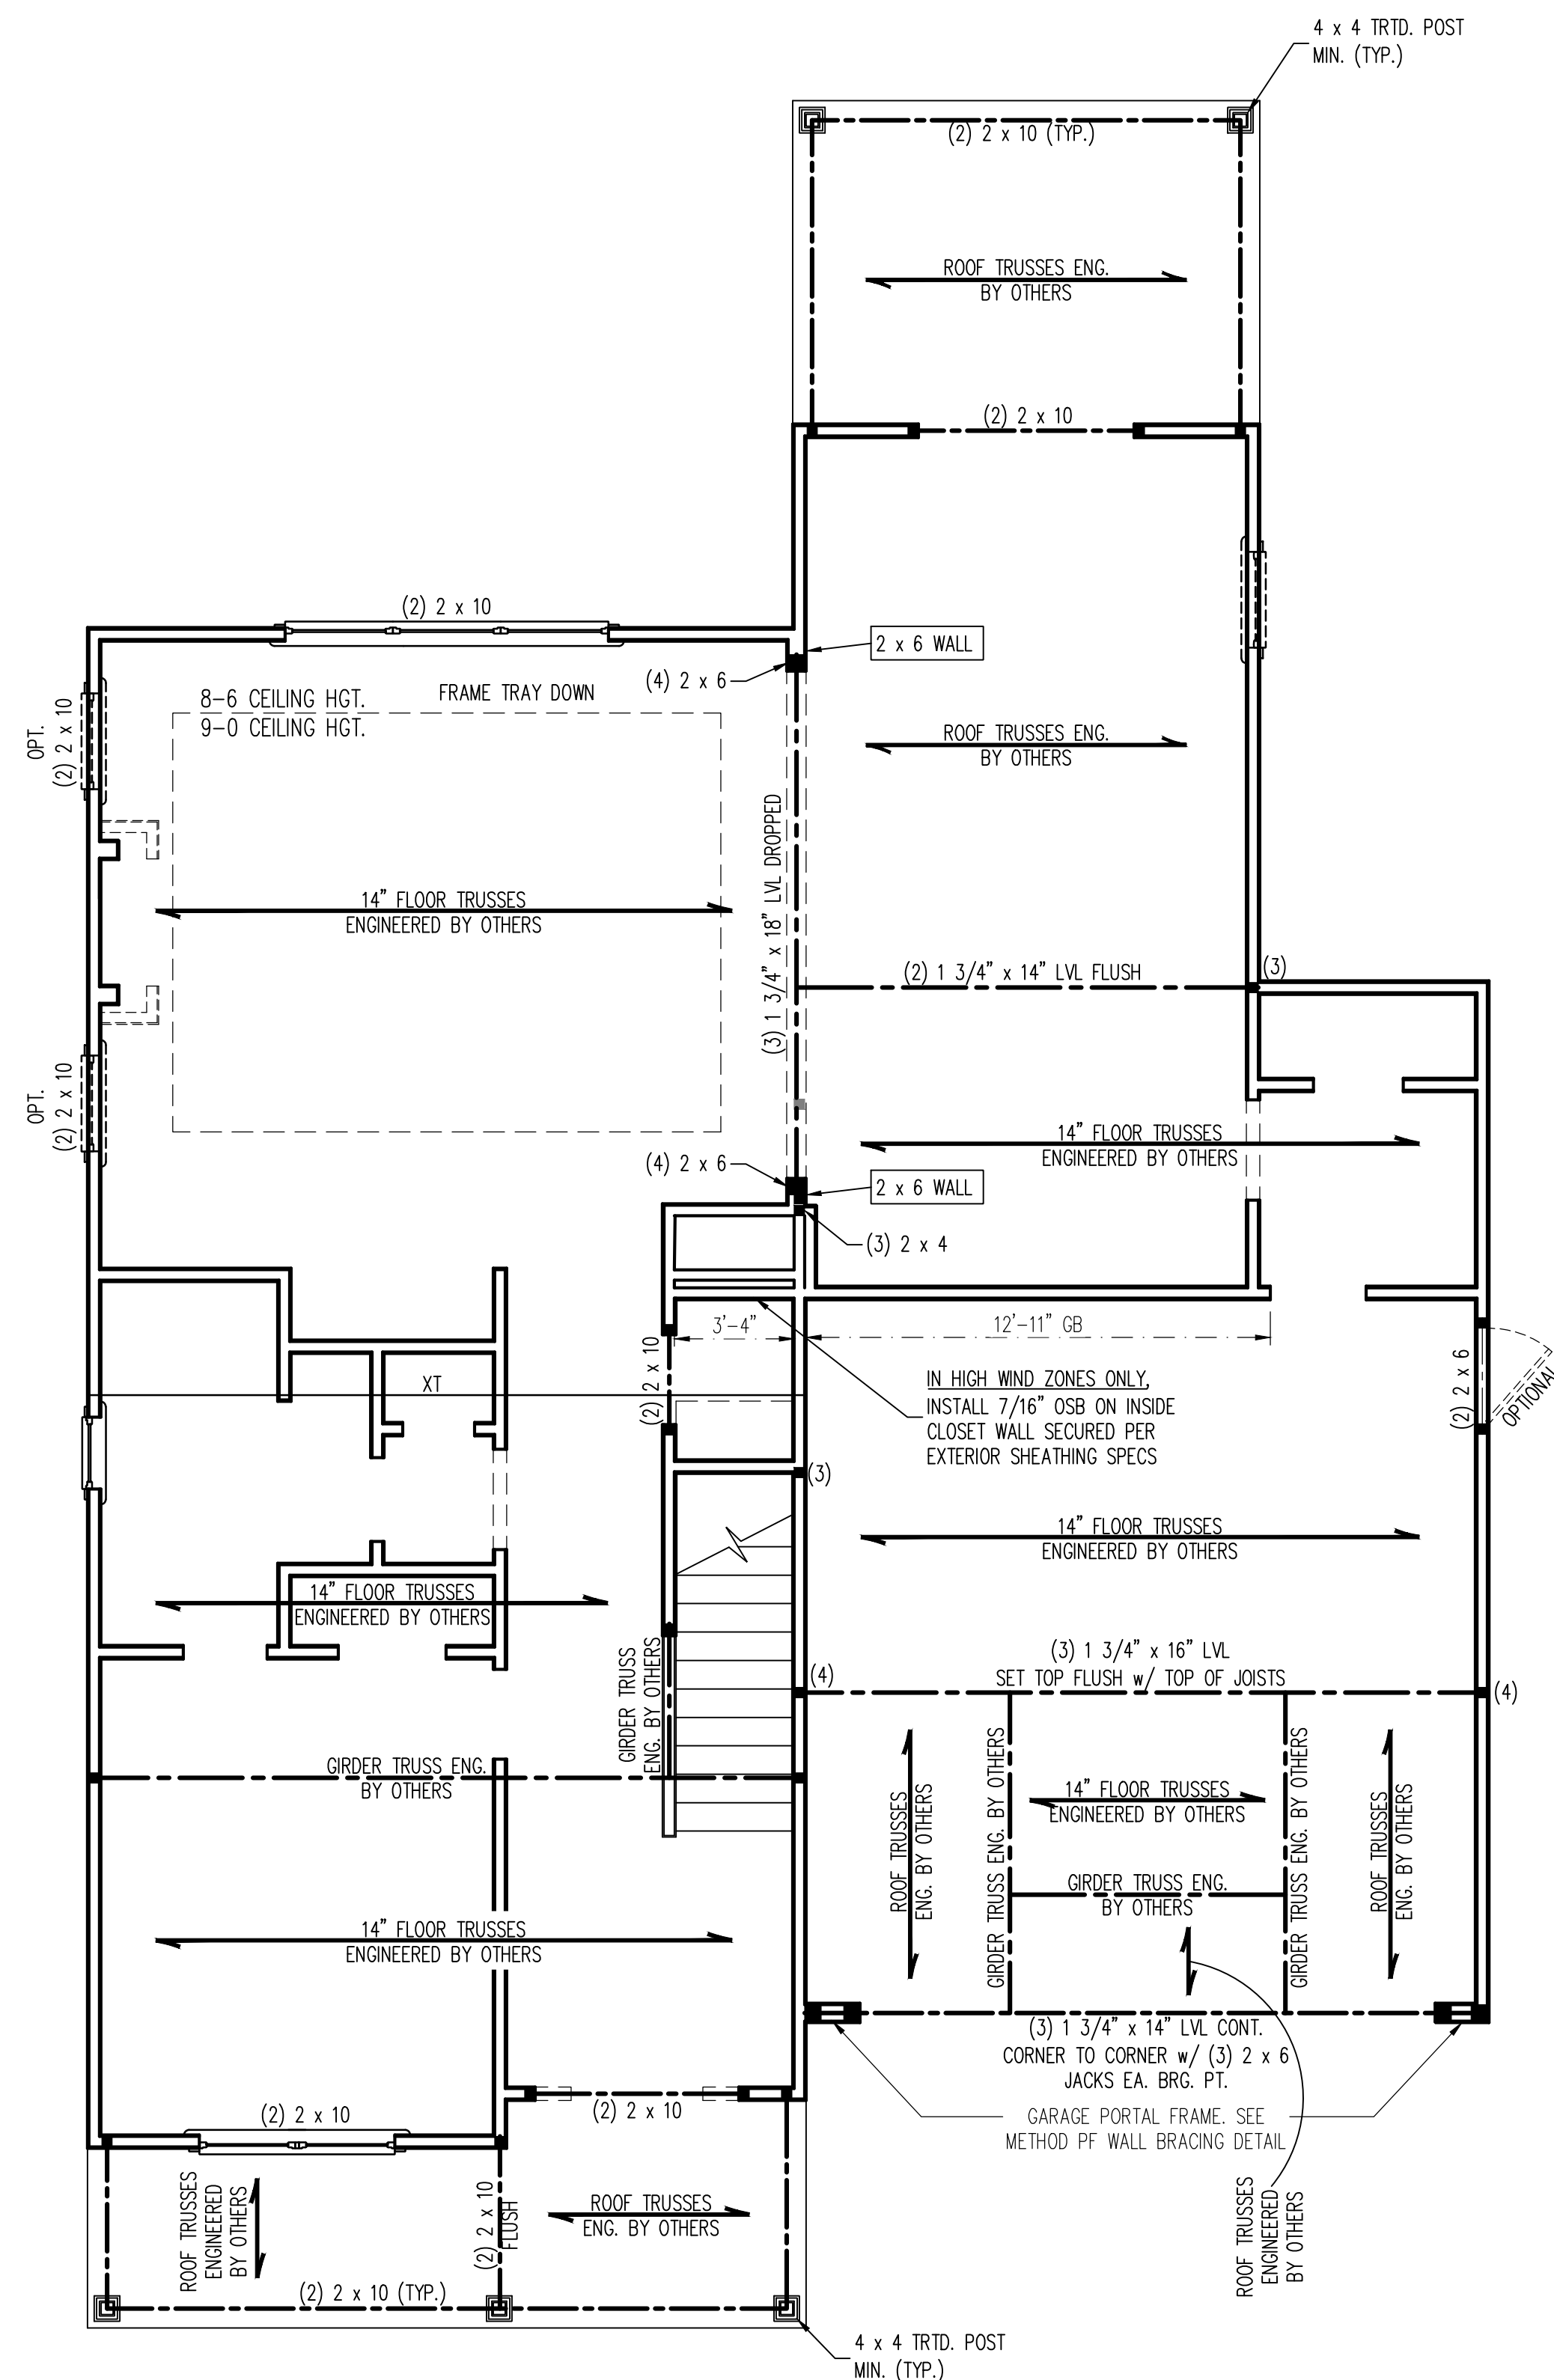 4 x 4 TRTD. POST
MIN. (TYP.)
(2) 2 x 10 (TYP.)
ROOF TRUSSES ENG.
BY OTHERS
(2) 2 x 10
(2) 2 x 10
2 x 6 WALL
(4) 2 x 6
8-6 CEILING HGT.
FRAME TRAY DOWN
9-0 CEILING HGT.
OPT.
(2) 2 x 10
ROOF TRUSSES ENG.
BY OTHERS
(3) 1 3/4" x 18" LVL DROPPED
14" FLOOR TRUSSES
ENGINEERED BY OTHERS
(2) 1 3/4" x 14" LVL FLUSH
(3)
OPT.
(2) 2 x 10
14" FLOOR TRUSSES
ENGINEERED BY OTHERS
(4) 2 x 6
2 x 6 WALL
(3) 2 x 4
3'-4"
12'-11" GB
(2) 2 x 10
XT
IN HIGH WIND ZONES ONLY,
INSTALL 7/16" OSB ON INSIDE
CLOSET WALL SECURED PER
EXTERIOR SHEATHING SPECS
(2) 2 x 6
OPTIONAL
(3)
14" FLOOR TRUSSES
ENGINEERED BY OTHERS
14" FLOOR TRUSSES
ENGINEERED BY OTHERS
GIRDER TRUSS
ENG. BY OTHERS
(3) 1 3/4" x 16" LVL
SET TOP FLUSH w/ TOP OF JOISTS
(4)
(4)
GIRDER TRUSS ENG.
BY OTHERS
ROOF TRUSSES
ENG. BY OTHERS
GIRDER TRUSS ENG. BY OTHERS
14" FLOOR TRUSSES
ENGINEERED BY OTHERS
GIRDER TRUSS ENG. BY OTHERS
ROOF TRUSSES
ENG. BY OTHERS
GIRDER TRUSS ENG.
BY OTHERS
14" FLOOR TRUSSES
ENGINEERED BY OTHERS
(3) 1 3/4" x 14" LVL CONT.
CORNER TO CORNER w/ (3) 2 x 6
JACKS EA. BRG. PT.
GARAGE PORTAL FRAME. SEE
METHOD PF WALL BRACING DETAIL
(2) 2 x 10
(2) 2 x 10
ROOF TRUSSES
ENGINEERED
BY OTHERS
(2) 2 x 10
FLUSH
ROOF TRUSSES
ENG. BY OTHERS
ROOF TRUSSES
ENGINEERED
BY OTHERS
(2) 2 x 10 (TYP.)
4 x 4 TRTD. POST
MIN. (TYP.)